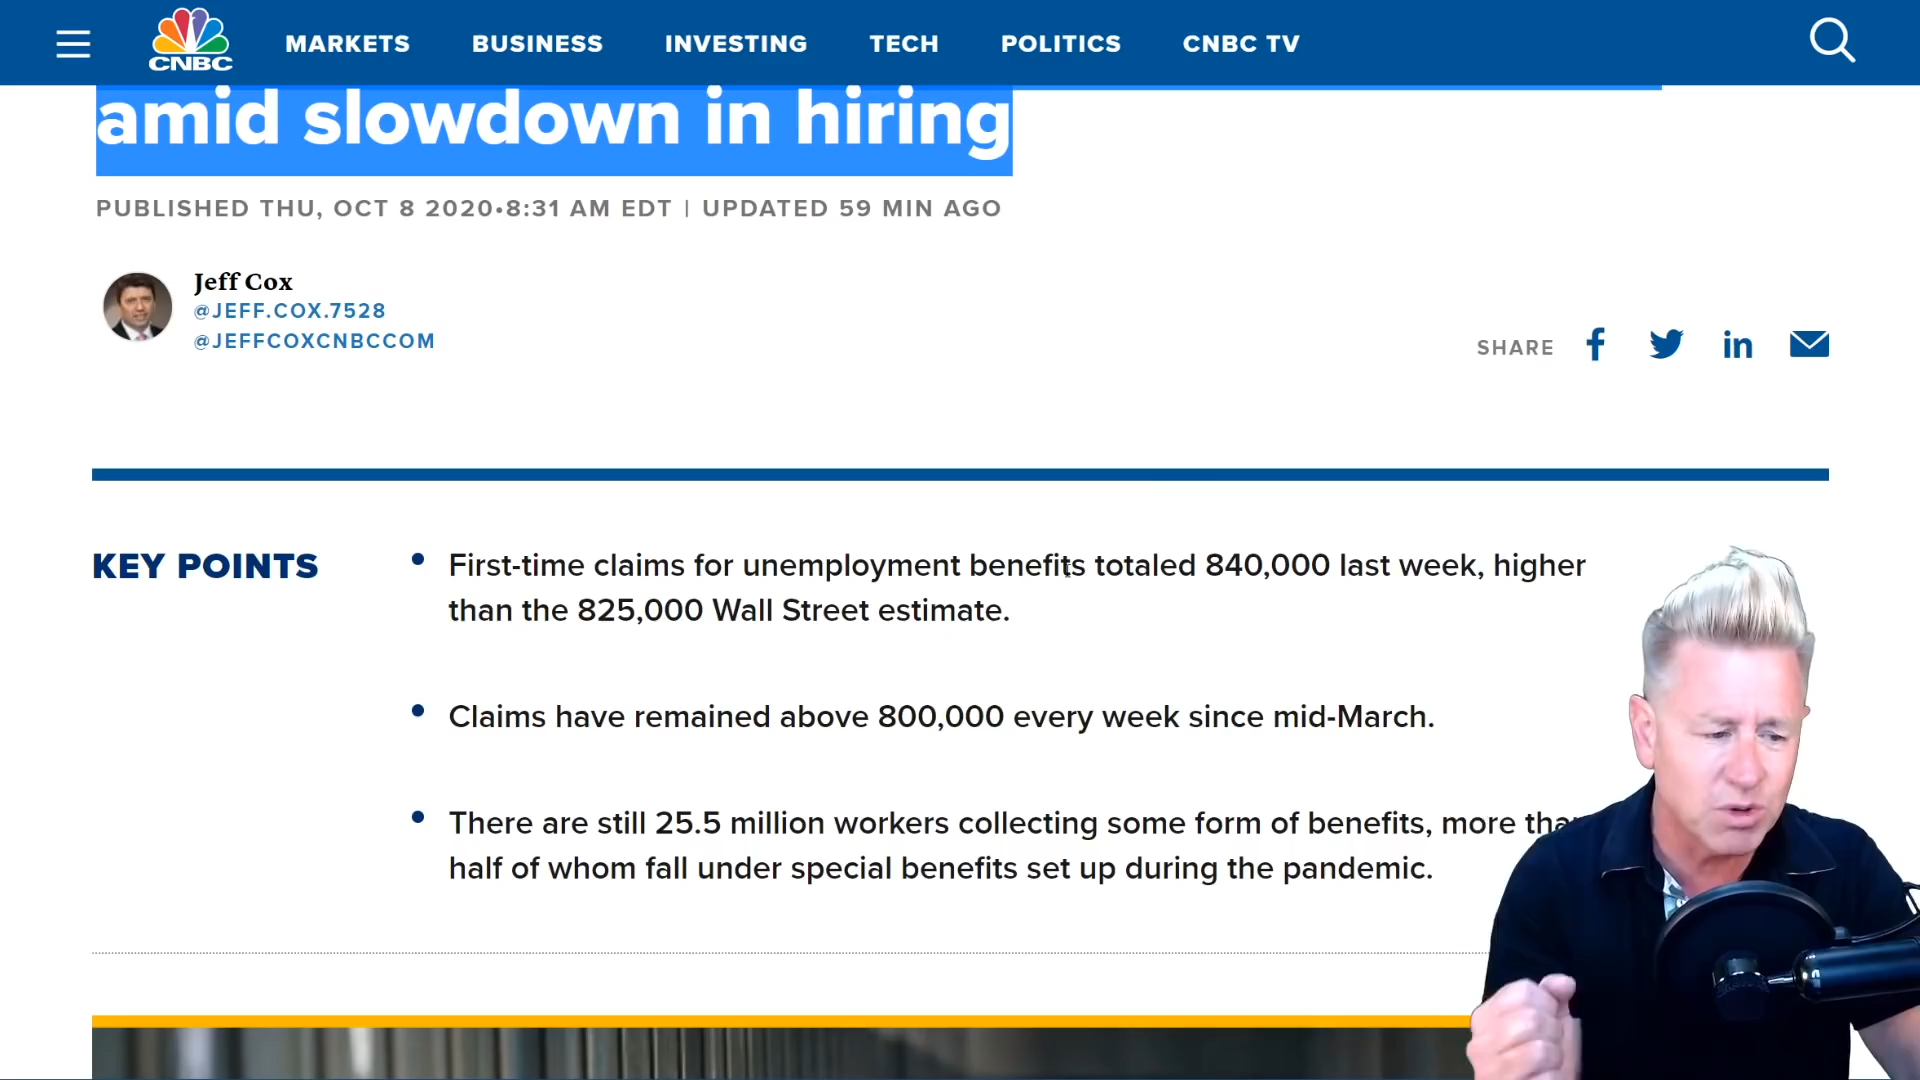 MARKETS BUSINESS INVESTING TECH POLITICS CNBC TV
CNBC
amid slowdown in hiring
PUBLISHED THU, OCT 8 2020•8:31 AM EDT | UPDATED 59 MIN AGO
Jeff Cox
@JEFF.COX.7528
@JEFFCOXCNBCCOM
SHARE
KEY POINTS
• First-time claims for unemployment benefits totaled 840,000 last week, higher
than the 825,000 Wall Street estimate.
• Claims have remained above 800,000 every week since mid-March.
• There are still 25.5 million workers collecting some form of benefits, more than
half of whom fall under special benefits set up during the pandemic.